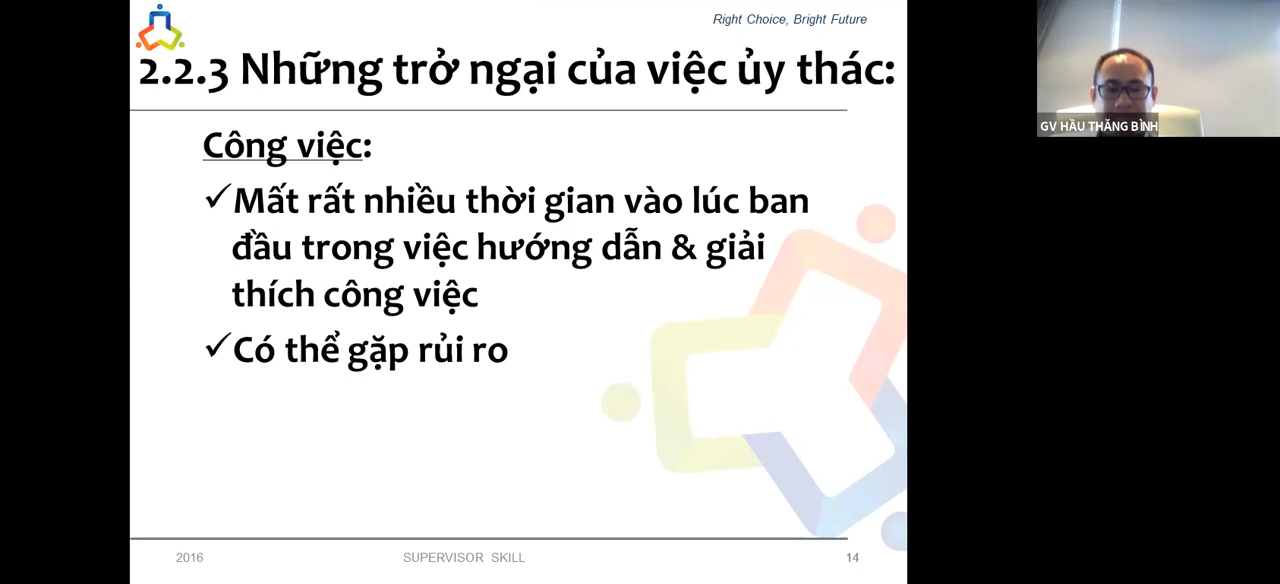 Right Choice, Bright Future
2.2.3 Những trở ngại của việc ủy thác:
Công việc:
✓Mất rất nhiều thời gian vào lúc ban
đầu trong việc hướng dẫn & giải
thích công việc
✓Có thể gặp rủi ro
2016 SUPERVISOR SKILL 14
GV HẦU THĂNG BÌNH